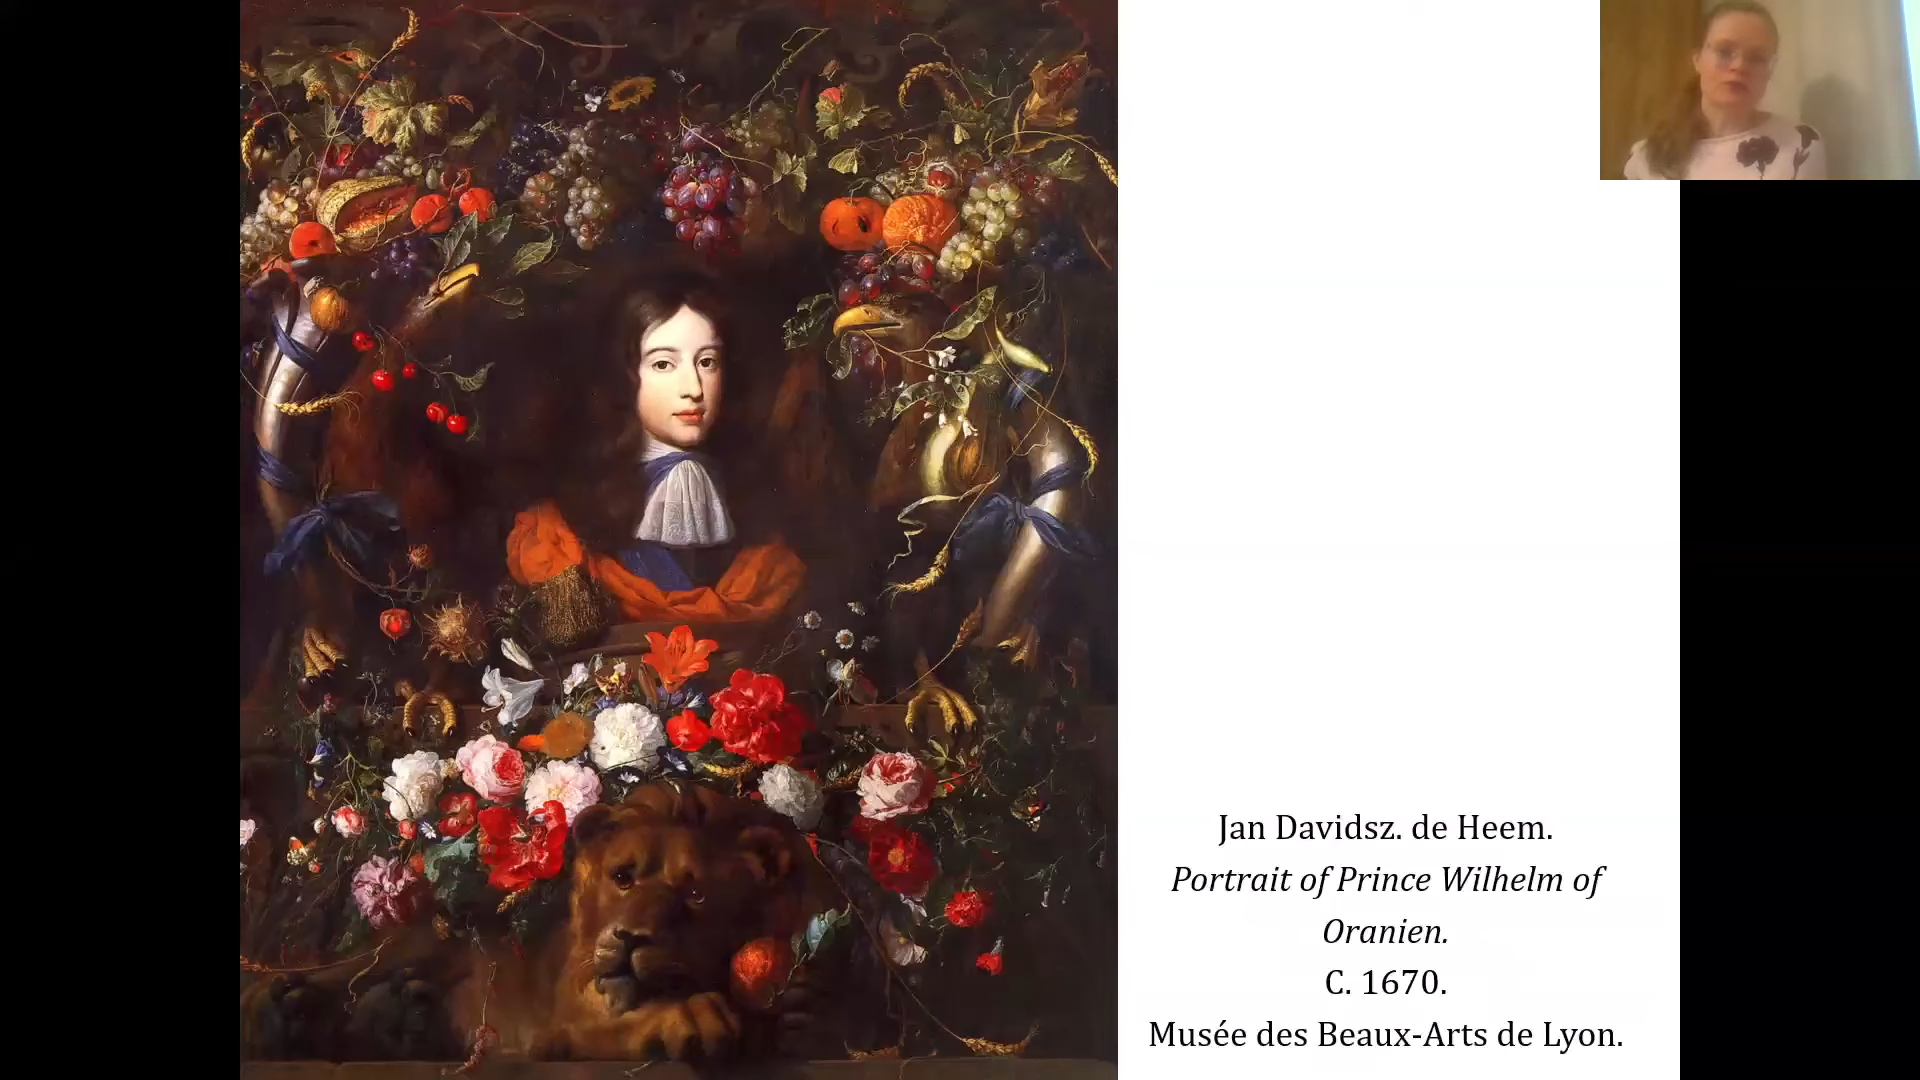 Jan Davidsz. de Heem.
Portrait of Prince Wilhelm of
Oranien.
C. 1670.
Musée des Beaux-Arts de Lyon.